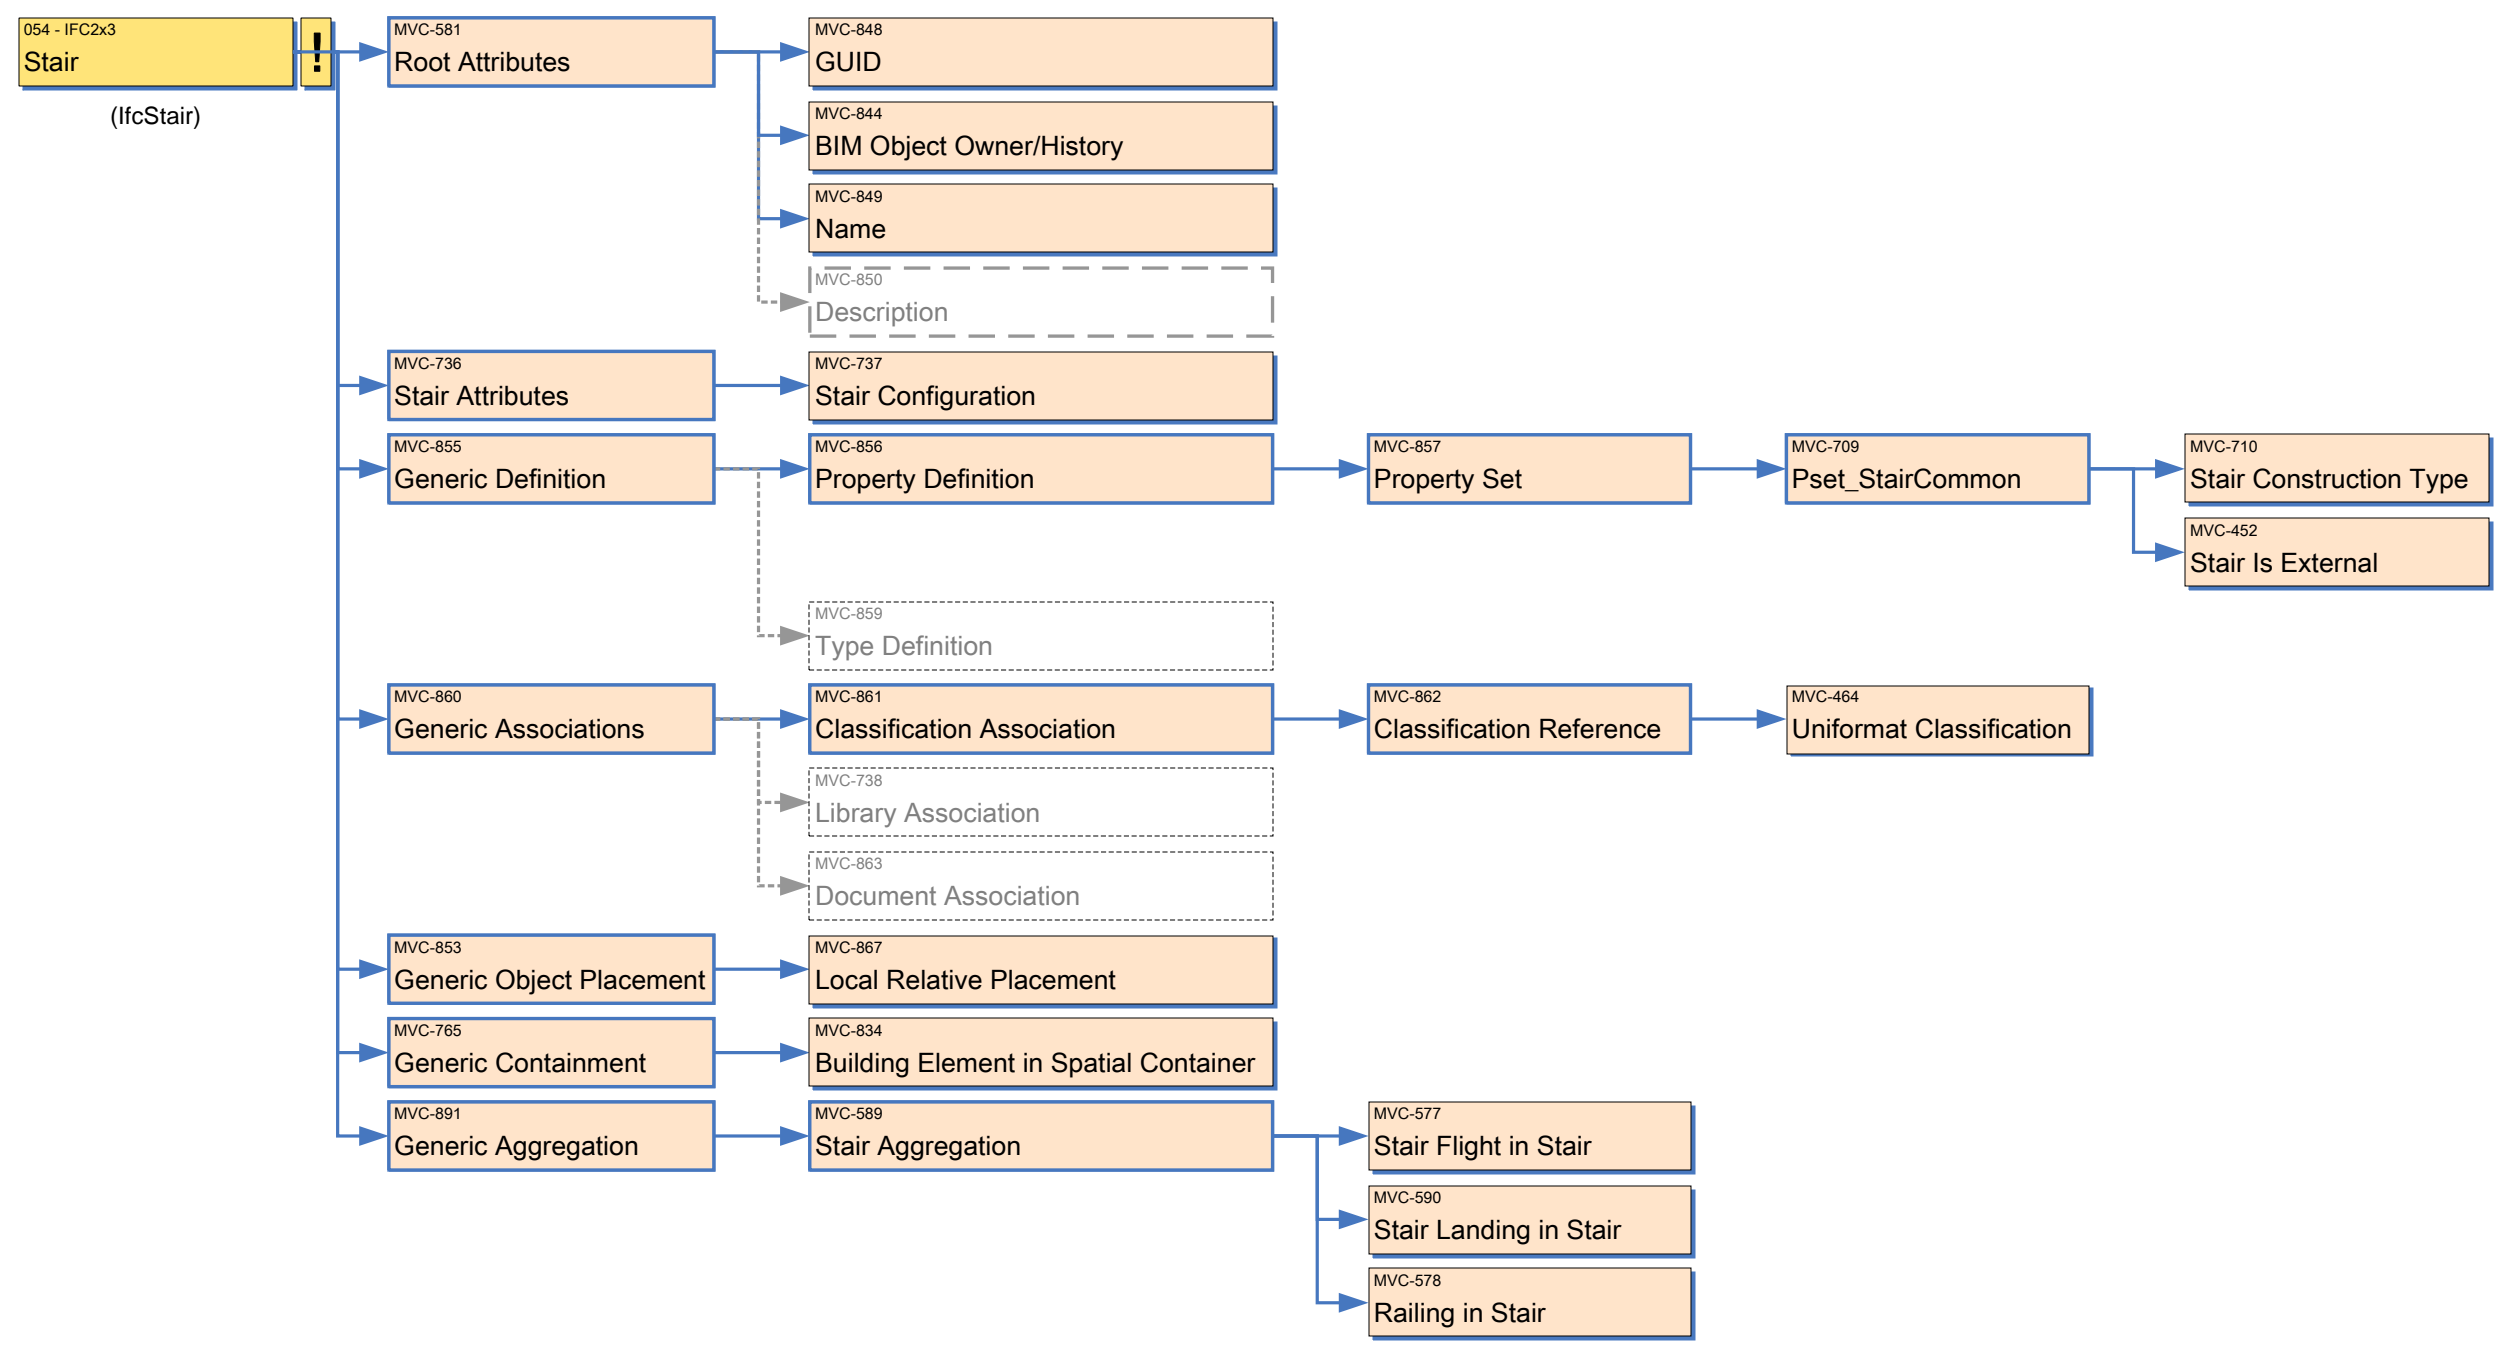 054 - IFC2x3
Stair
!
(IfcStair)
MVC-581
Root Attributes
MVC-848
GUID
MVC-844
BIM Object Owner/History
MVC-849
Name
MVC-850
Description
MVC-736
Stair Attributes
MVC-737
Stair Configuration
MVC-855
Generic Definition
MVC-856
Property Definition
MVC-857
Property Set
MVC-709
Pset_StairCommon
MVC-710
Stair Construction Type
MVC-452
Stair Is External
MVC-859
Type Definition
MVC-860
Generic Associations
MVC-861
Classification Association
MVC-862
Classification Reference
MVC-464
Uniformat Classification
MVC-738
Library Association
MVC-863
Document Association
MVC-853
Generic Object Placement
MVC-867
Local Relative Placement
MVC-765
Generic Containment
MVC-834
Building Element in Spatial Container
MVC-891
Generic Aggregation
MVC-589
Stair Aggregation
MVC-577
Stair Flight in Stair
MVC-590
Stair Landing in Stair
MVC-578
Railing in Stair